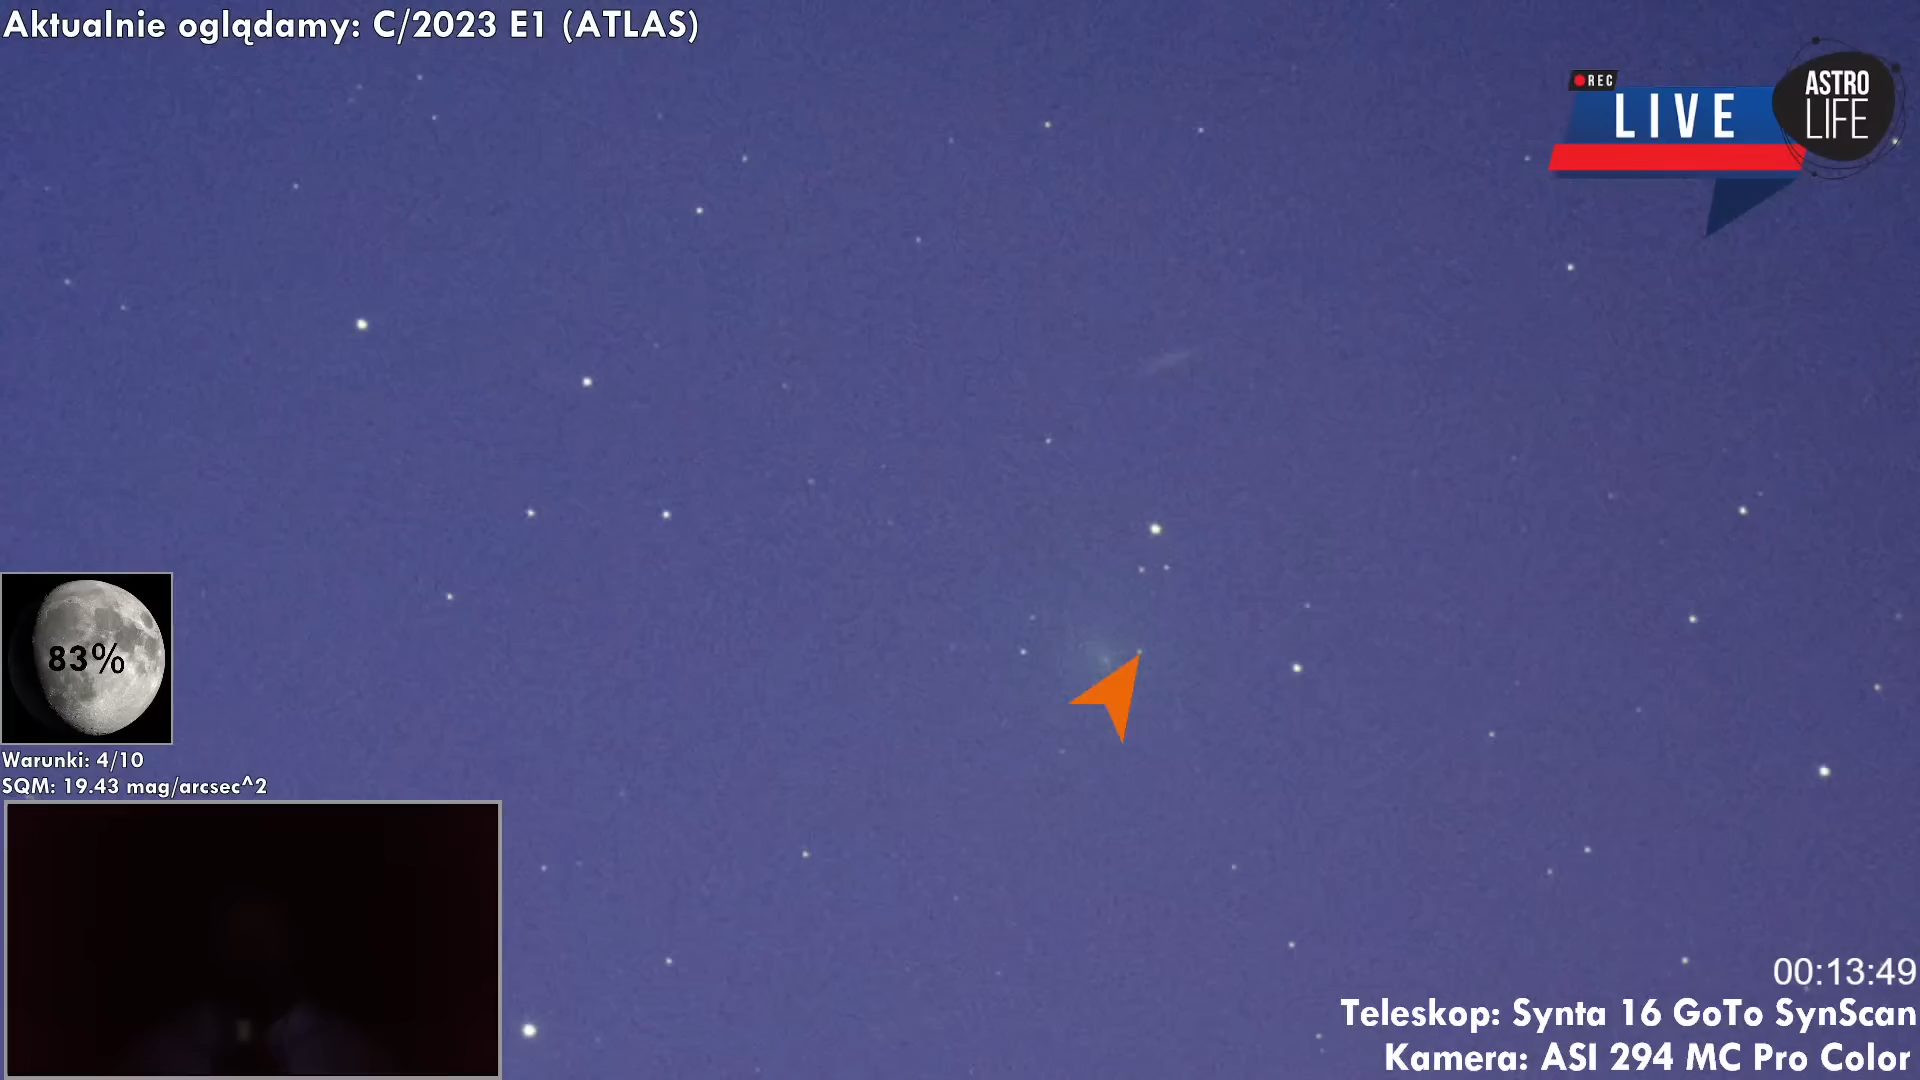 Aktualnie oglądamy: C/2023 E1 (ATLAS)
REC
LIVE
ASTRO
LIFE
83%
Warunki: 4/10
SQM: 19.43 mag/arcsec^2
00:13:49
Teleskop: Synta 16 GoTo SynScan
Kamera: ASI 294 MC Pro Color